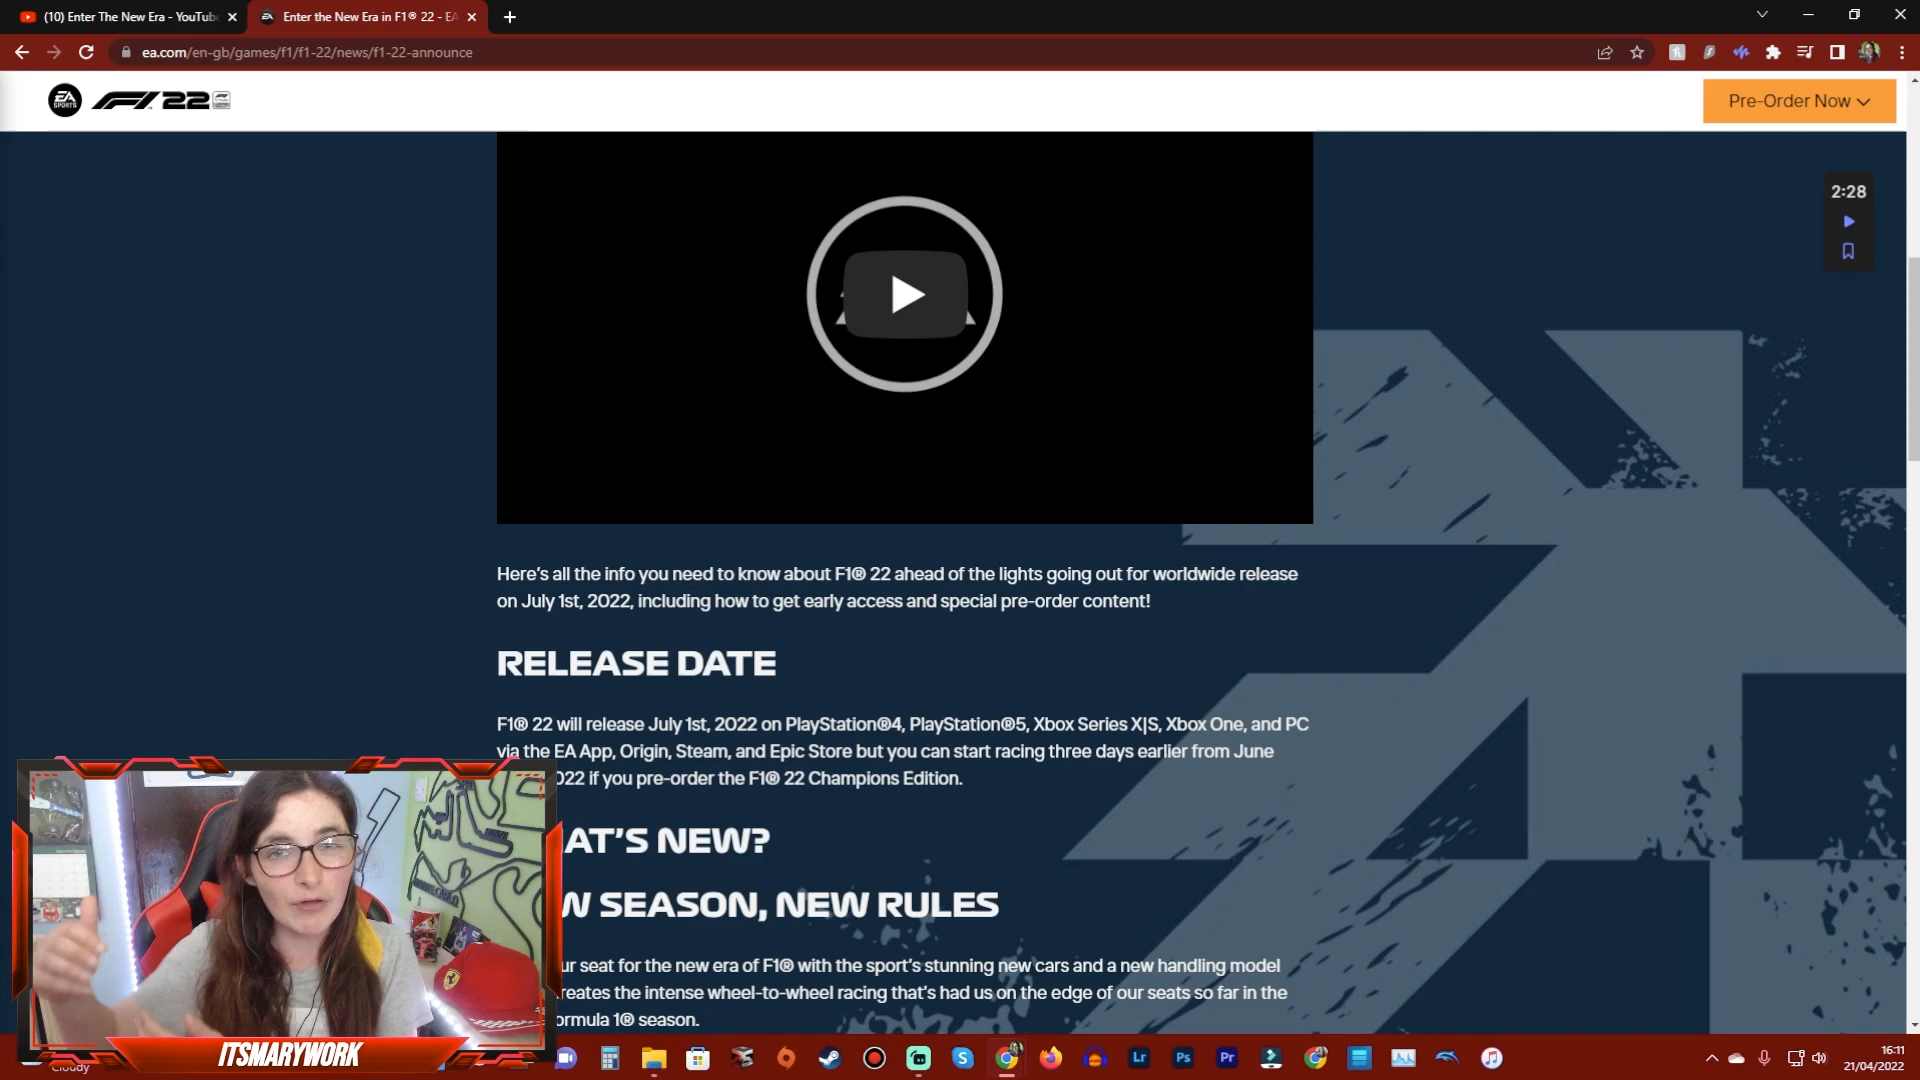 (10) Enter The New Era - YouTub
Enter the New Era in F1® 22 - EA
ea.com/en-gb/games/f1/f1-22/news/f1-22-announce
EA SPORTS F1 22
Pre-Order Now
2:28
Here's all the info you need to know about F1® 22 ahead of the lights going out for worldwide release
on July 1st, 2022, including how to get early access and special pre-order content!
RELEASE DATE
F1® 22 will release July 1st, 2022 on PlayStation®4, PlayStation®5, Xbox Series X|S, Xbox One, and PC
via the EA App, Origin, Steam, and Epic Store but you can start racing three days earlier from June
022 if you pre-order the F1® 22 Champions Edition.
AT'S NEW?
W SEASON, NEW RULES
ur seat for the new era of F1® with the sport's stunning new cars and a new handling model
reates the intense wheel-to-wheel racing that's had us on the edge of our seats so far in the
ormula 1® season.
ITSMARYWORK
Cloudy
Lr
Ps
Pr
16:11
21/04/2022